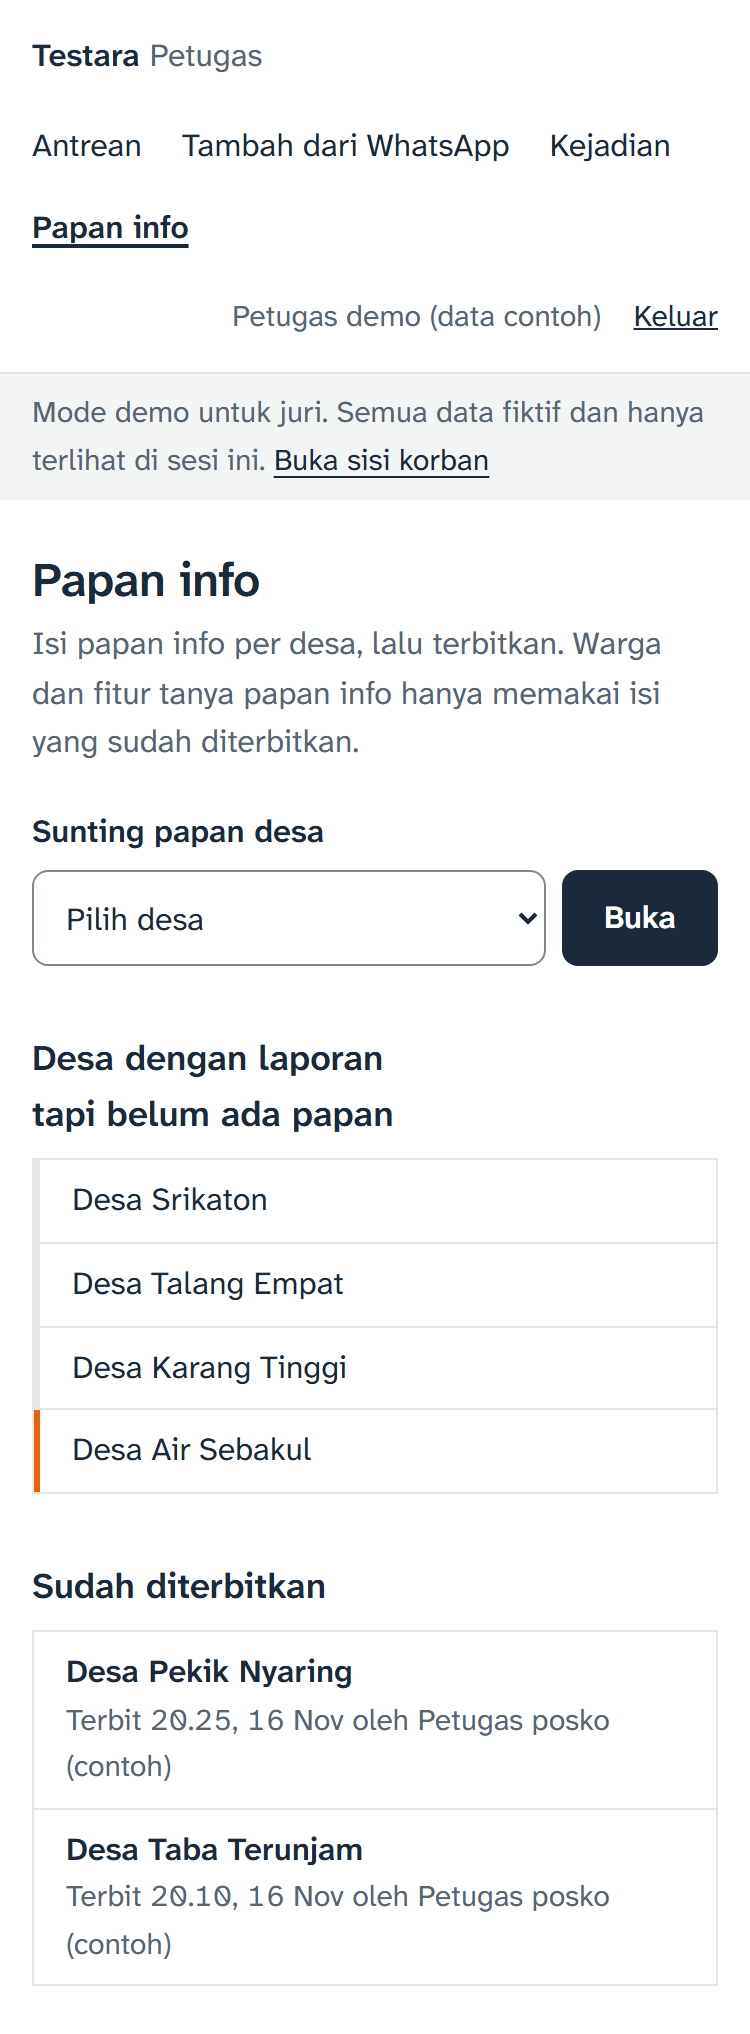 Testara Petugas
Antrean Tambah dari WhatsApp Kejadian
Papan info
Petugas demo (data contoh) Keluar
Mode demo untuk juri. Semua data fiktif dan hanya
terlihat di sesi ini. Buka sisi korban
Papan info
Isi papan info per desa, lalu terbitkan. Warga
dan fitur tanya papan info hanya memakai isi
yang sudah diterbitkan.
Sunting papan desa
Pilih desa Buka
Desa dengan laporan
tapi belum ada papan
Desa Srikaton
Desa Talang Empat
Desa Karang Tinggi
Desa Air Sebakul
Sudah diterbitkan
Desa Pekik Nyaring
Terbit 20.25, 16 Nov oleh Petugas posko
(contoh)
Desa Taba Terunjam
Terbit 20.10, 16 Nov oleh Petugas posko
(contoh)